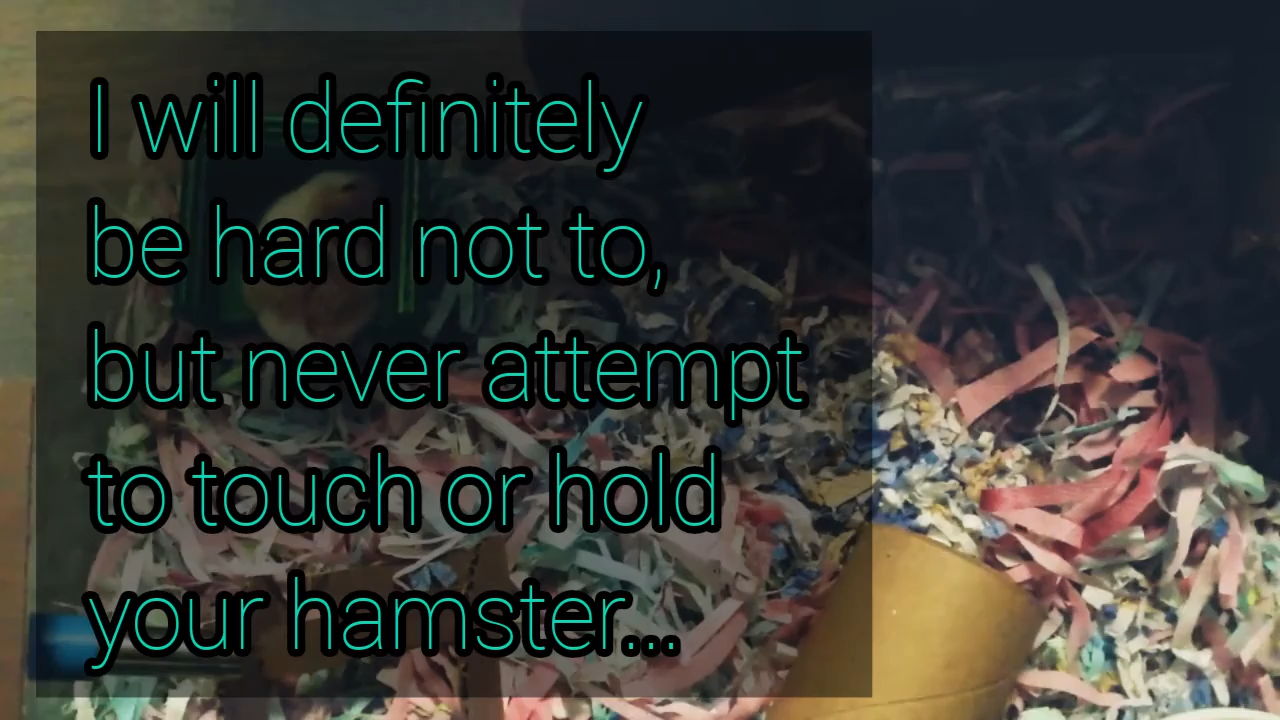 I will definitely
be hard not to,
but never attempt
to touch or hold
your hamster...